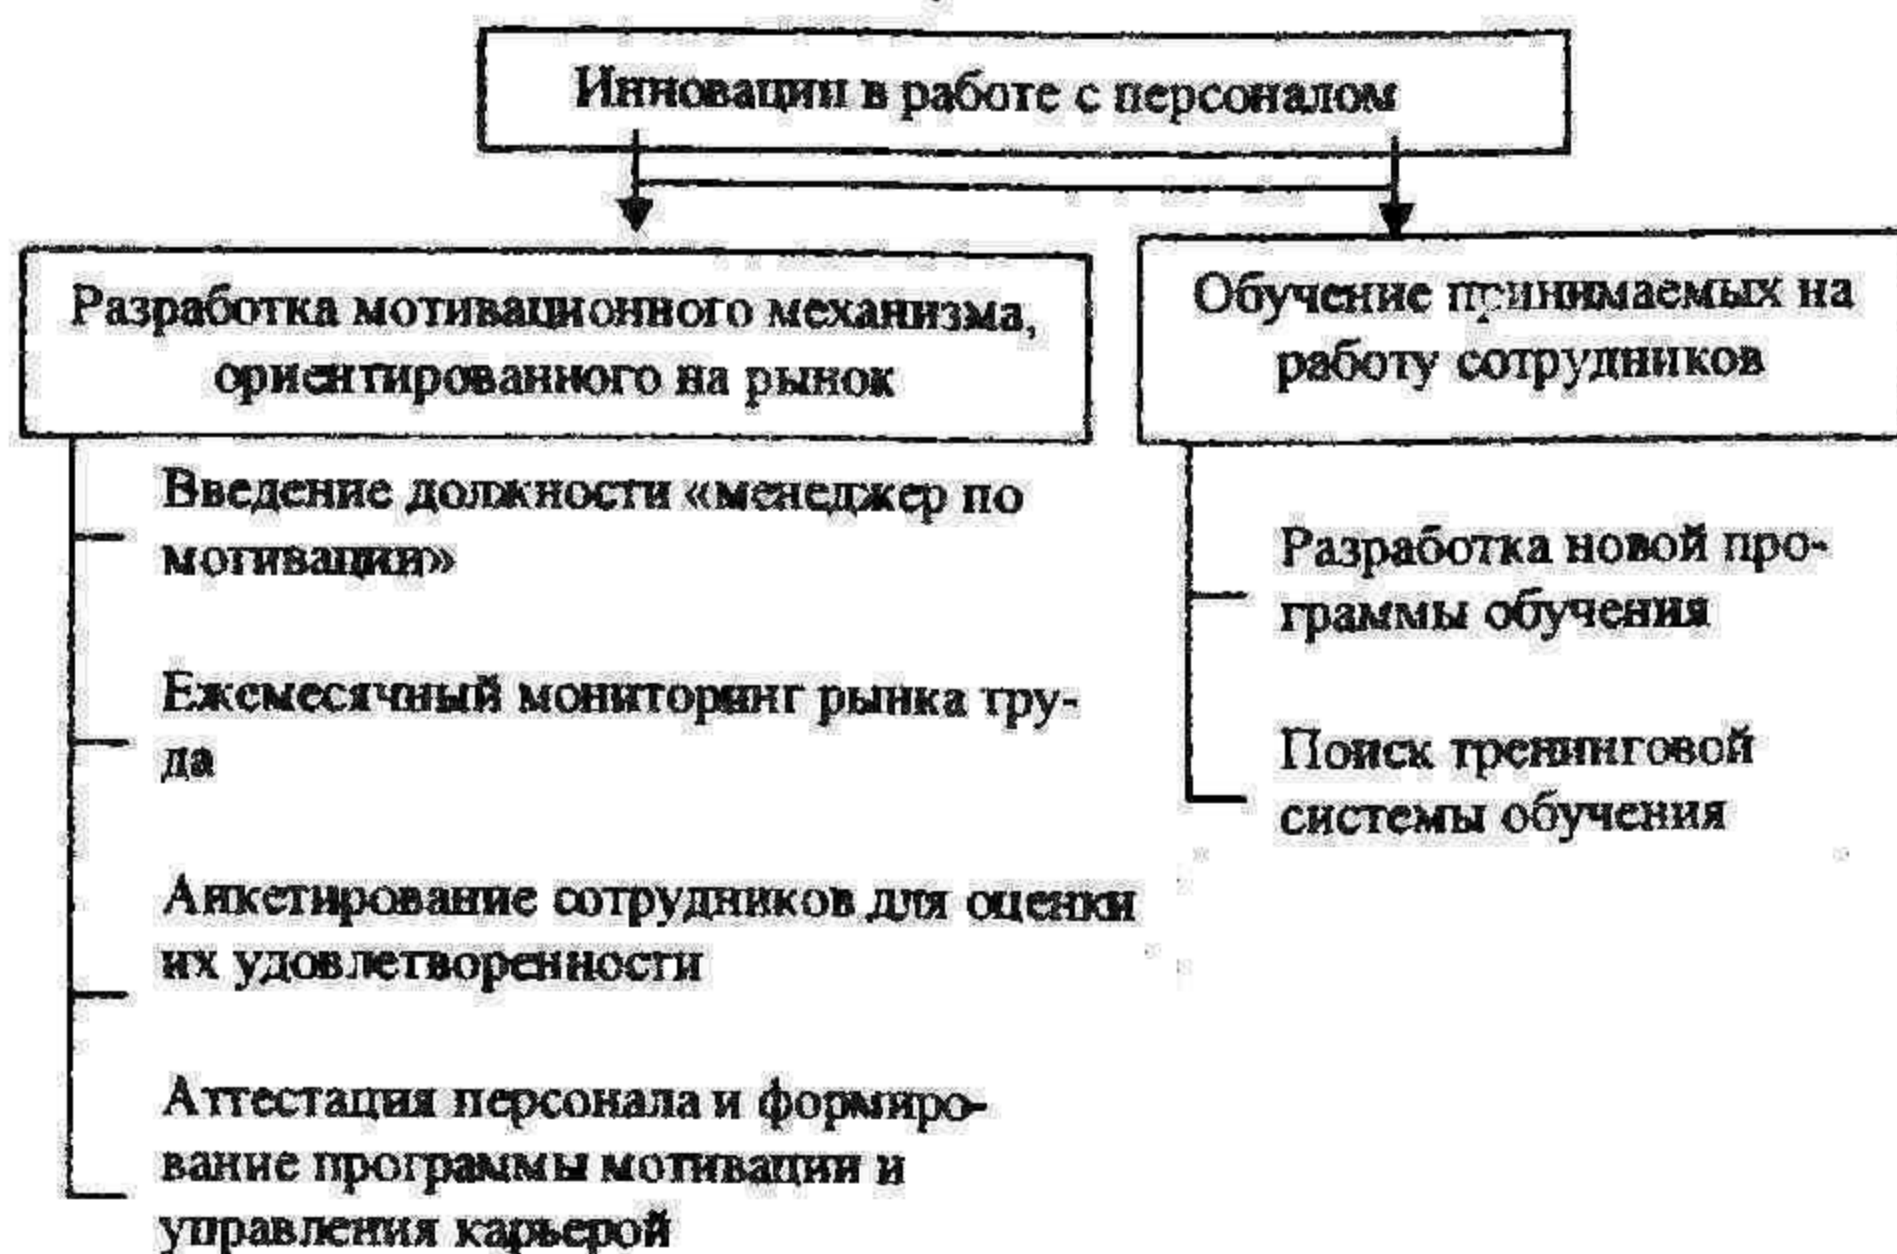 Инновации в работе с персоналом
Разработка мотивационного механизма,
ориентированного на рынок
Обучение принимаемых на
работу сотрудников
Введение должности «менеджер по
мотивации»
Ежемесячный мониторинг рынка тру-
да
Анкетирование сотрудников для оценки
их удовлетворенности
Аттестация персонала и формиро-
вание программы мотивации и
управления карьерой
Разработка новой про-
граммы обучения
Поиск тренинговой
системы обучения